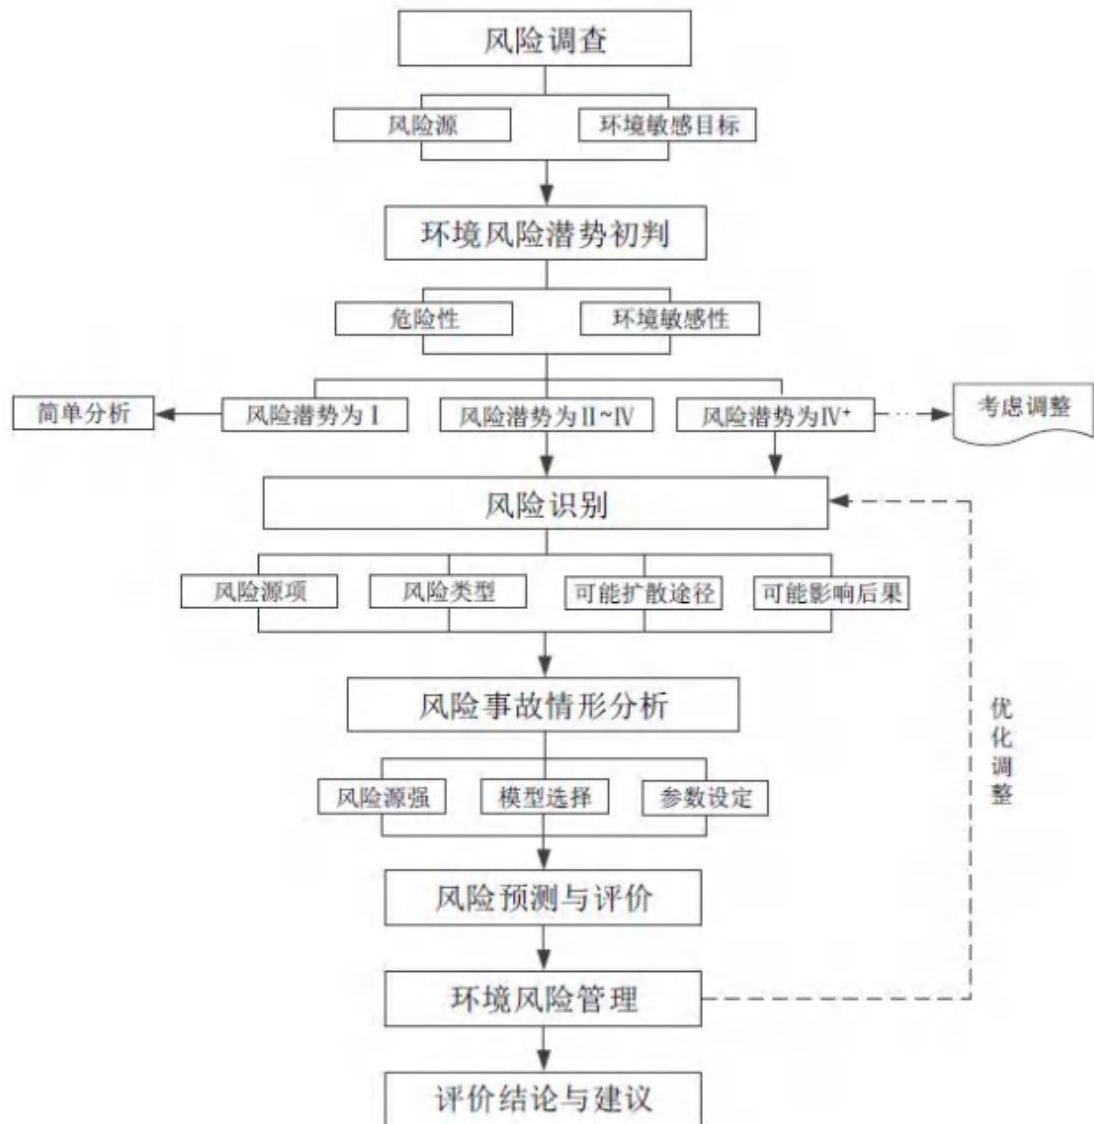 风险调查
风险源
环境敏感目标
环境风险潜势初判
危险性
环境敏感性
简单分析
风险潜势为Ⅰ
风险潜势为Ⅱ~Ⅳ
风险潜势为Ⅳ⁺
考虑调整
风险识别
风险源项
风险类型
可能扩散途径
可能影响后果
风险事故情形分析
优化调整
风险源强
模型选择
参数设定
风险预测与评价
环境风险管理
评价结论与建议